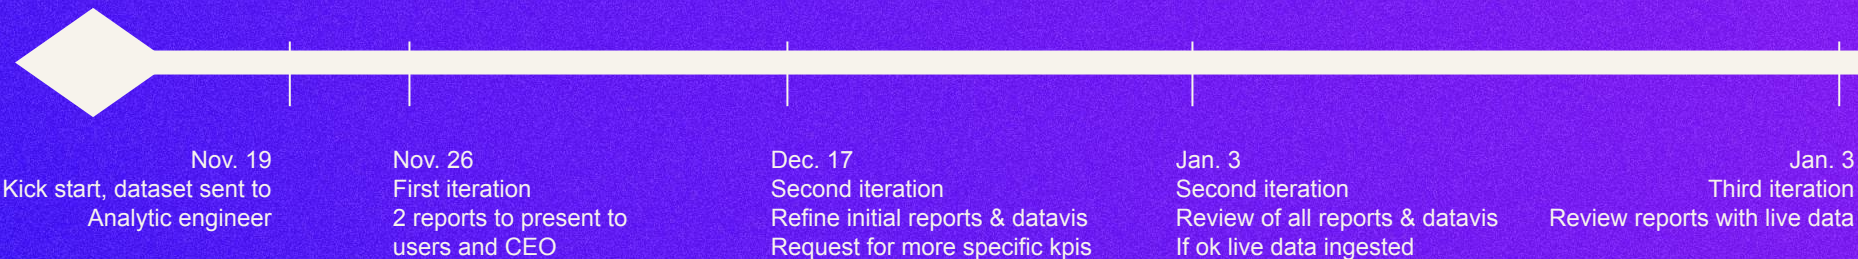 Nov. 19
Kick start, dataset sent to
Analytic engineer
Nov. 26
First iteration
2 reports to present to
users and CEO
Dec. 17
Second iteration
Refine initial reports & datavis
Request for more specific kpis
Jan. 3
Second iteration
Review of all reports & datavis
If ok live data ingested
Jan. 3
Third iteration
Review reports with live data